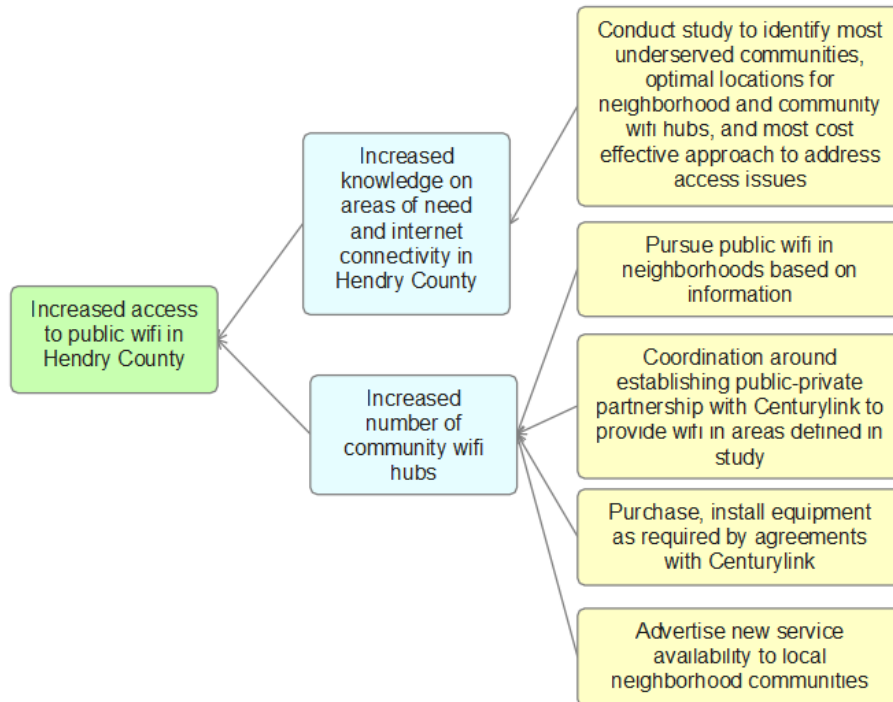 Conduct study to identify most
underserved communities,
optimal locations for
neighborhood and community
wifi hubs, and most cost
effective approach to address
access issues
Increased
knowledge on
areas of need
and internet
connectivity in
Hendry County
Pursue public wifi in
neighborhoods based on
information
Increased access
to public wifi in
Hendry County
Coordination around
establishing public-private
partnership with Centurylink to
provide wifi in areas defined in
study
Increased
number of
community wifi
hubs
Purchase, install equipment
as required by agreements
with Centurylink
Advertise new service
availability to local
neighborhood communities